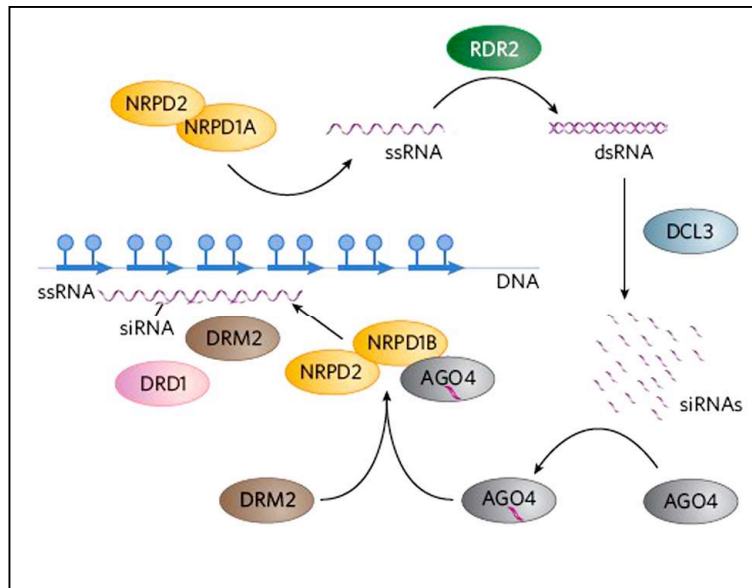 RDR2
NRPD2
NRPD1A
ssRNA
dsRNA
DCL3
DNA
ssRNA
siRNA
DRM2
NRPD1B
NRPD2
AGO4
DRD1
siRNAs
DRM2
AGO4
AGO4